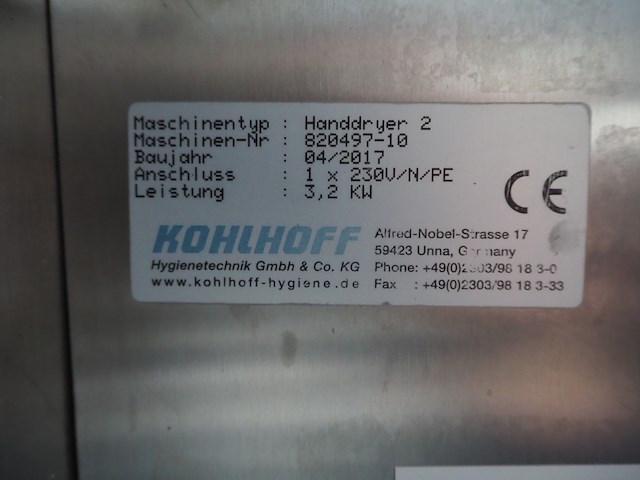 Maschinentyp : Handdryer 2
Maschinen-Nr : 820497-10
Baujahr : 04/2017
Anschluss : 1 x 230V/N/PE
Leistung : 3,2 KW
CE
KOHLHOFF
Hygienetechnik GmbH & Co. KG
www.kohlhoff-hygiene.de
Alfred-Nobel-Strasse 17
59423 Unna, Germany
Phone: +49(0)2303/98 18 3-0
Fax : +49(0)2303/98 18 3-33